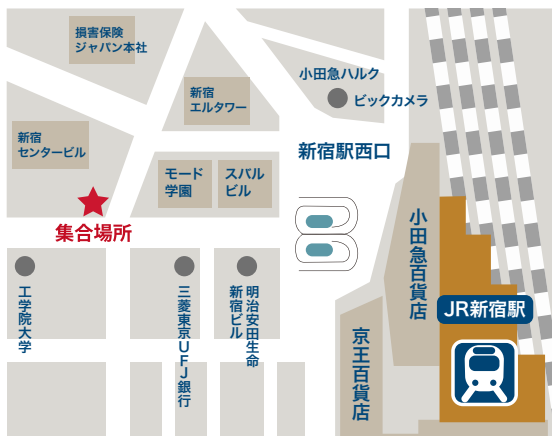 損害保険
ジャパン本社
新宿
エルタワー
小田急ハルク
ビックカメラ
新宿
センタービル
新宿駅西口
モード
学園
スバル
ビル
集合場所
小田急百貨店
JR新宿駅
京王百貨店
工学院大学
三菱東京UFJ銀行
明治安田生命
新宿ビル